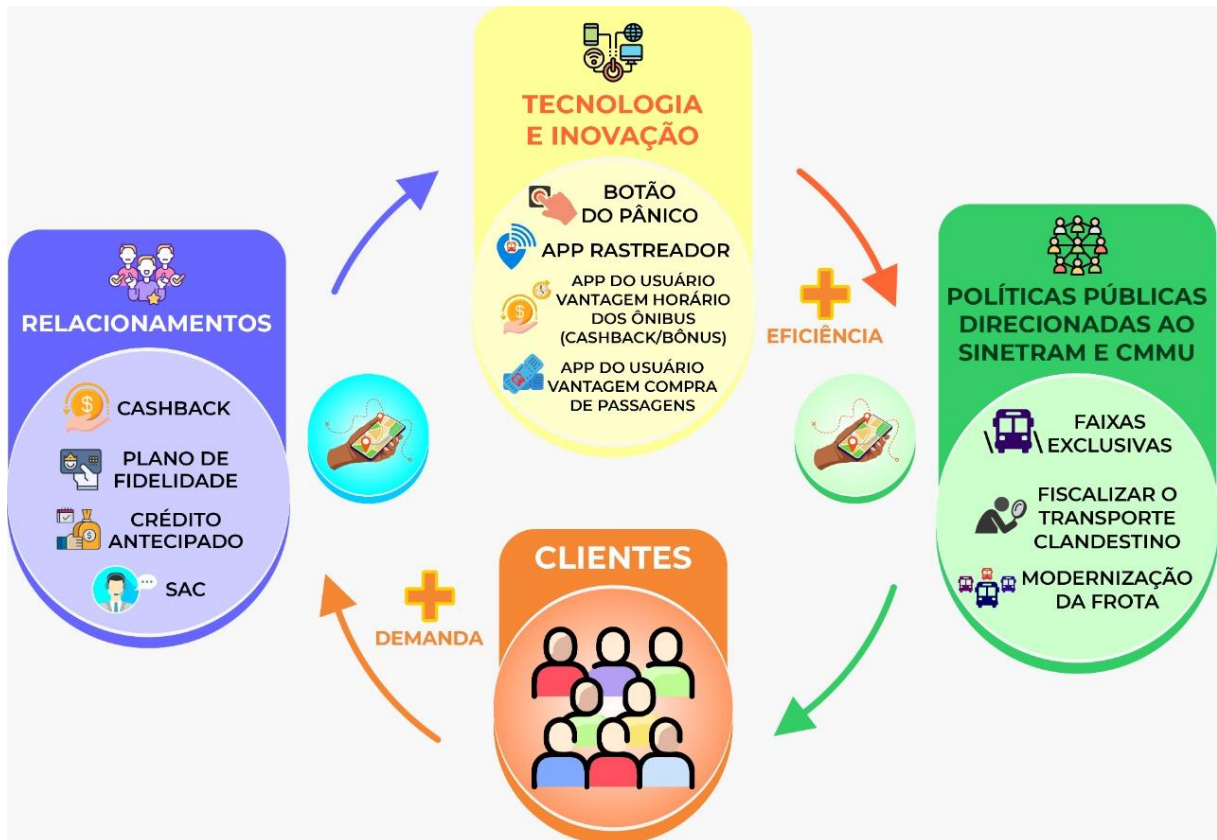 TECNOLOGIA
E INOVAÇÃO
BOTÃO
DO PÂNICO
APP RASTREADOR
APP DO USUÁRIO
VANTAGEM HORÁRIO
DOS ÔNIBUS
(CASHBACK/BÔNUS)
APP DO USUÁRIO
VANTAGEM COMPRA
DE PASSAGENS
RELACIONAMENTOS
CASHBACK
PLANO DE
FIDELIDADE
CRÉDITO
ANTECIPADO
SAC
EFICIÊNCIA
POLÍTICAS PÚBLICAS
DIRECIONADAS AO
SINETRAM E CMMU
FAIXAS
EXCLUSIVAS
FISCALIZAR O
TRANSPORTE
CLANDESTINO
MODERNIZAÇÃO
DA FROTA
CLIENTES
DEMANDA